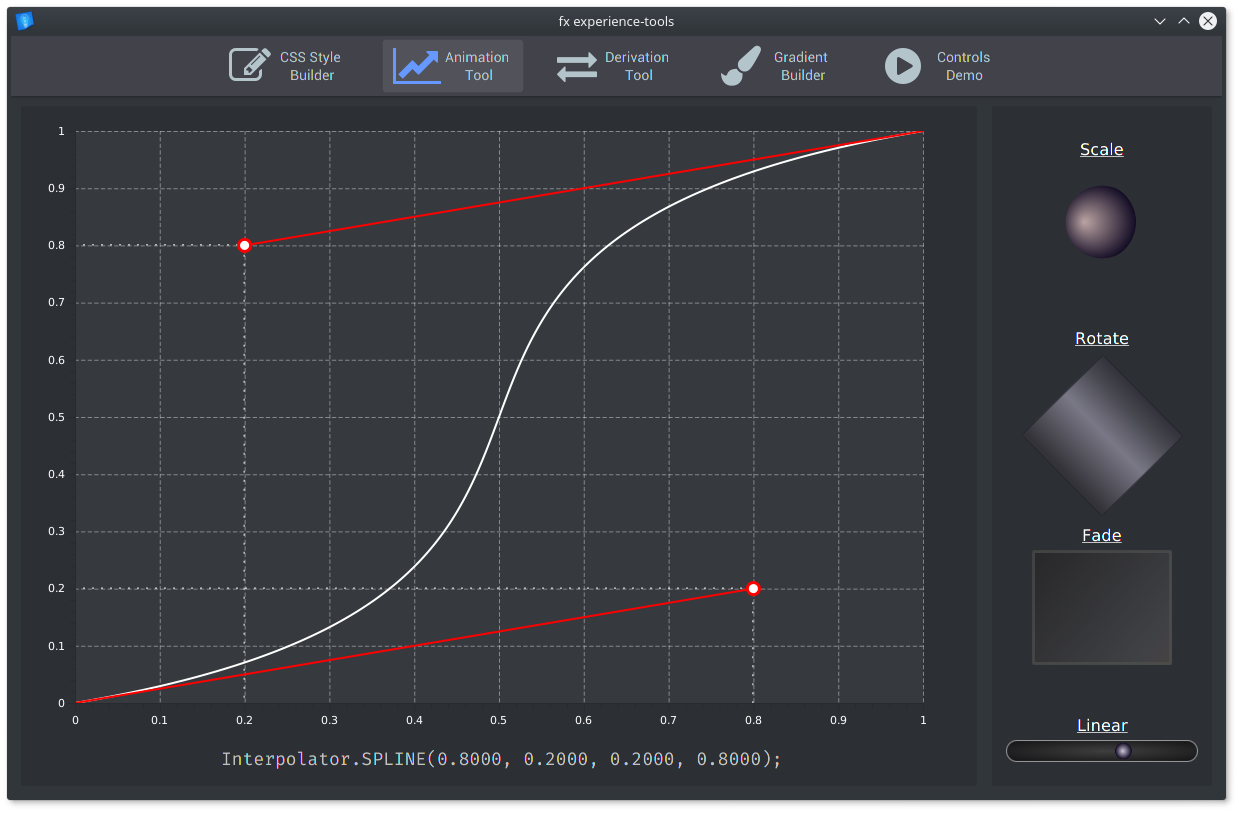 fx experience-tools
CSS Style
Builder
Animation
Tool
Derivation
Tool
Gradient
Builder
Controls
Demo
1
0.9
0.8
0.7
0.6
0.5
0.4
0.3
0.2
0.1
0
0 0.1 0.2 0.3 0.4 0.5 0.6 0.7 0.8 0.9 1
Interpolator.SPLINE(0.8000, 0.2000, 0.2000, 0.8000);
Scale
Rotate
Fade
Linear